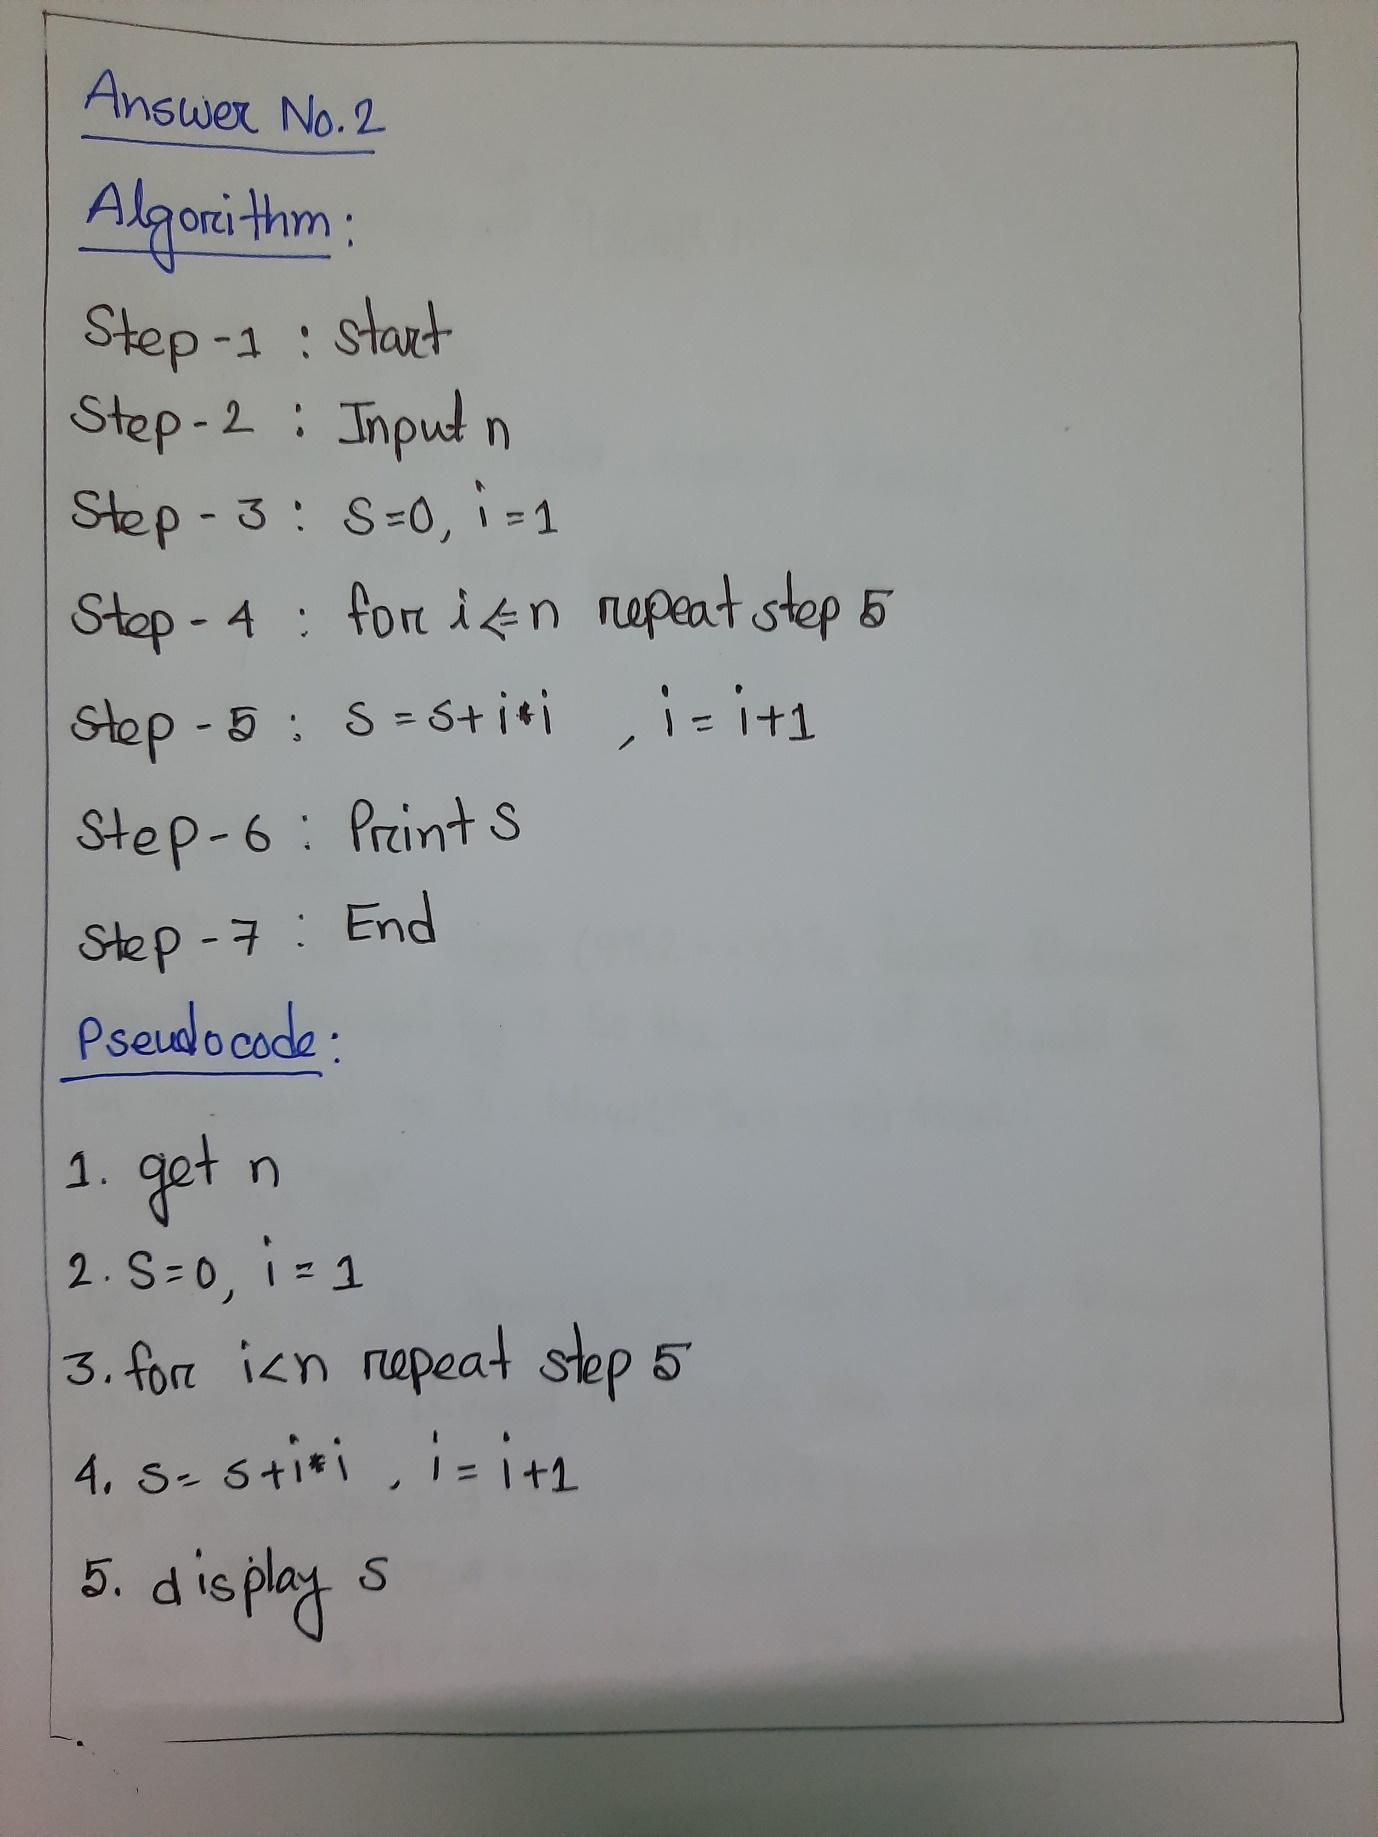 Answer No. 2
Algorithm:
Step-1 : Start
Step-2 : Input n
Step-3 : S=0, i=1
Step-4 : for i<=n repeat step 5
Step-5 : S = S+i*i , i = i+1
Step-6 : Print S
Step-7 : End
Pseudocode:
1. get n
2. S=0, i = 1
3. for i<n repeat step 5
4. S= S+i*i , i = i+1
5. display S